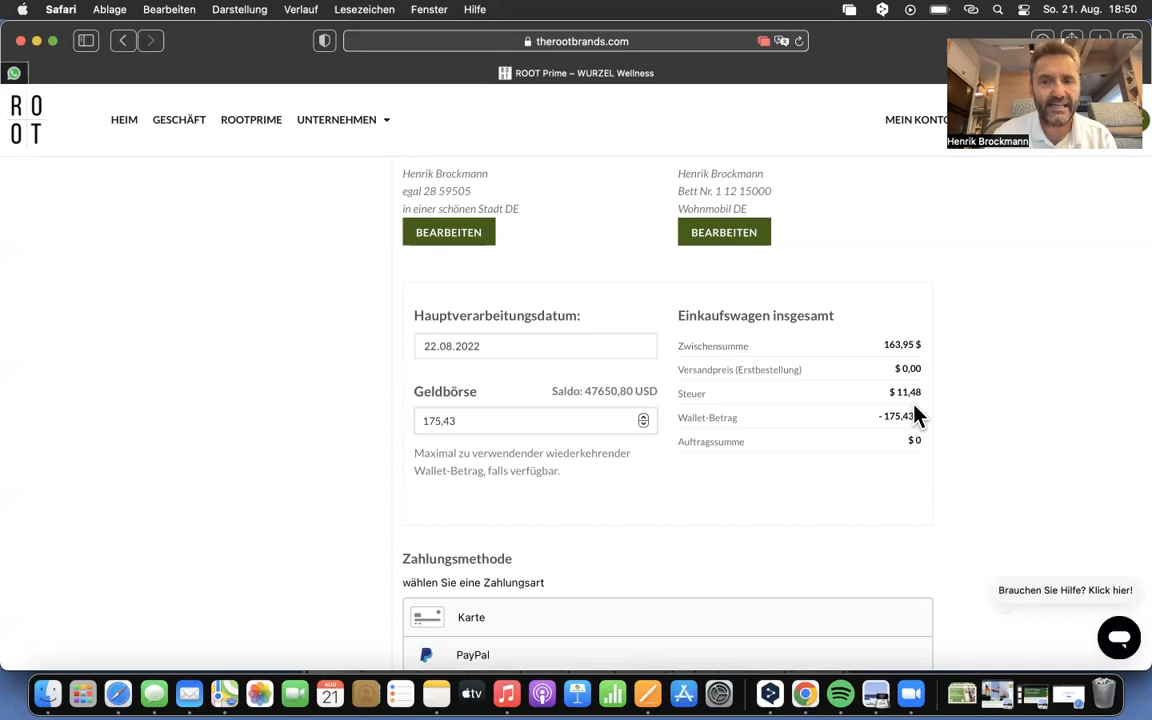 Safari Ablage Bearbeiten Darstellung Verlauf Lesezeichen Fenster Hilfe So. 21. Aug. 18:50
therootbrands.com
ROOT Prime – WURZEL Wellness
RO
OT
HEIM GESCHÄFT ROOTPRIME UNTERNEHMEN MEIN KONTO
Henrik Brockmann
Henrik Brockmann
egal 28 59505
in einer schönen Stadt DE
BEARBEITEN
Henrik Brockmann
Bett Nr. 1 12 15000
Wohnmobil DE
BEARBEITEN
Hauptverarbeitungsdatum:
22.08.2022
Geldbörse Saldo: 47650,80 USD
175,43
Maximal zu verwendender wiederkehrender
Wallet-Betrag, falls verfügbar.
Einkaufswagen insgesamt
Zwischensumme 163,95 $
Versandpreis (Erstbestellung) $ 0,00
Steuer $ 11,48
Wallet-Betrag - 175,43
Auftragssumme $ 0
Zahlungsmethode
wählen Sie eine Zahlungsart
Karte
PayPal
Brauchen Sie Hilfe? Klick hier!
AUG
21
tv